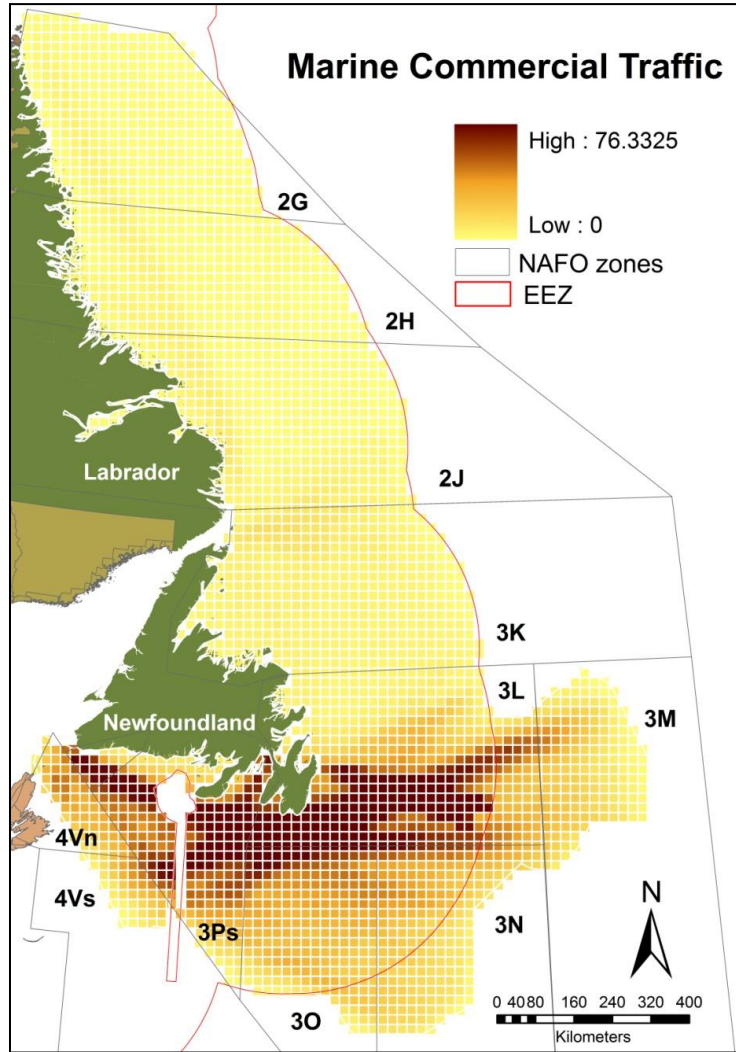 Marine Commercial Traffic
High : 76.3325
Low : 0
NAFO zones
EEZ
2G
2H
2J
Labrador
3K
3L
3M
Newfoundland
4Vn
4Vs
3Ps
3N
3O
N
0 40 80 160 240 320 400
Kilometers